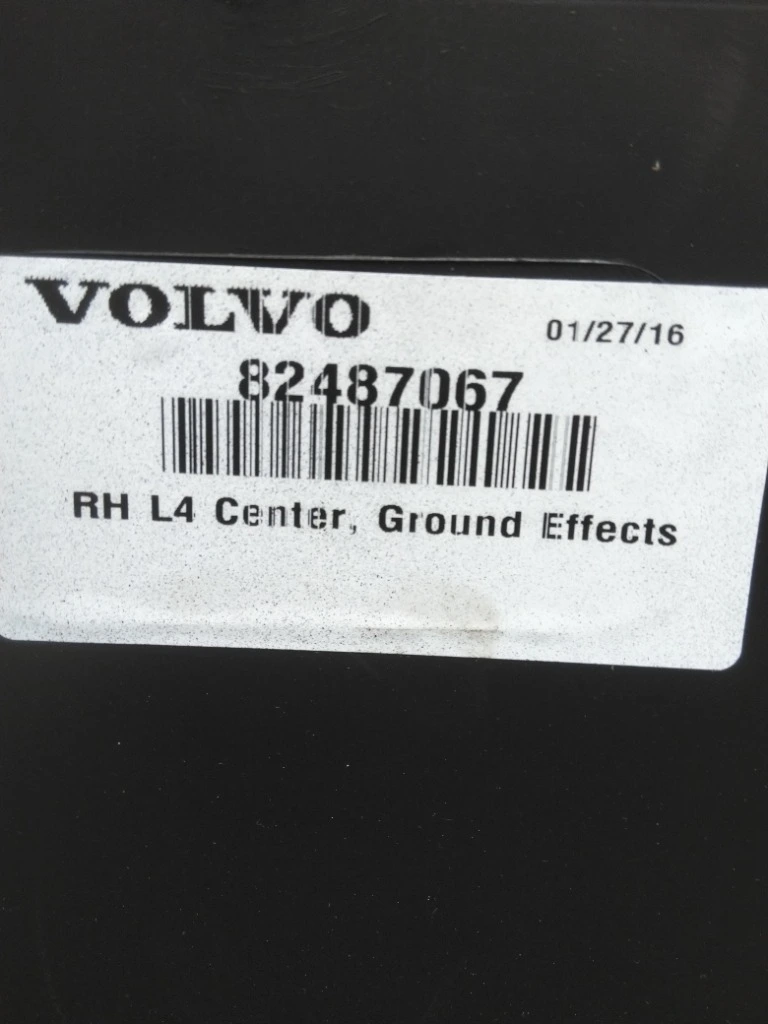 VOLVO
01/27/16
82487067
RH L4 Center, Ground Effects